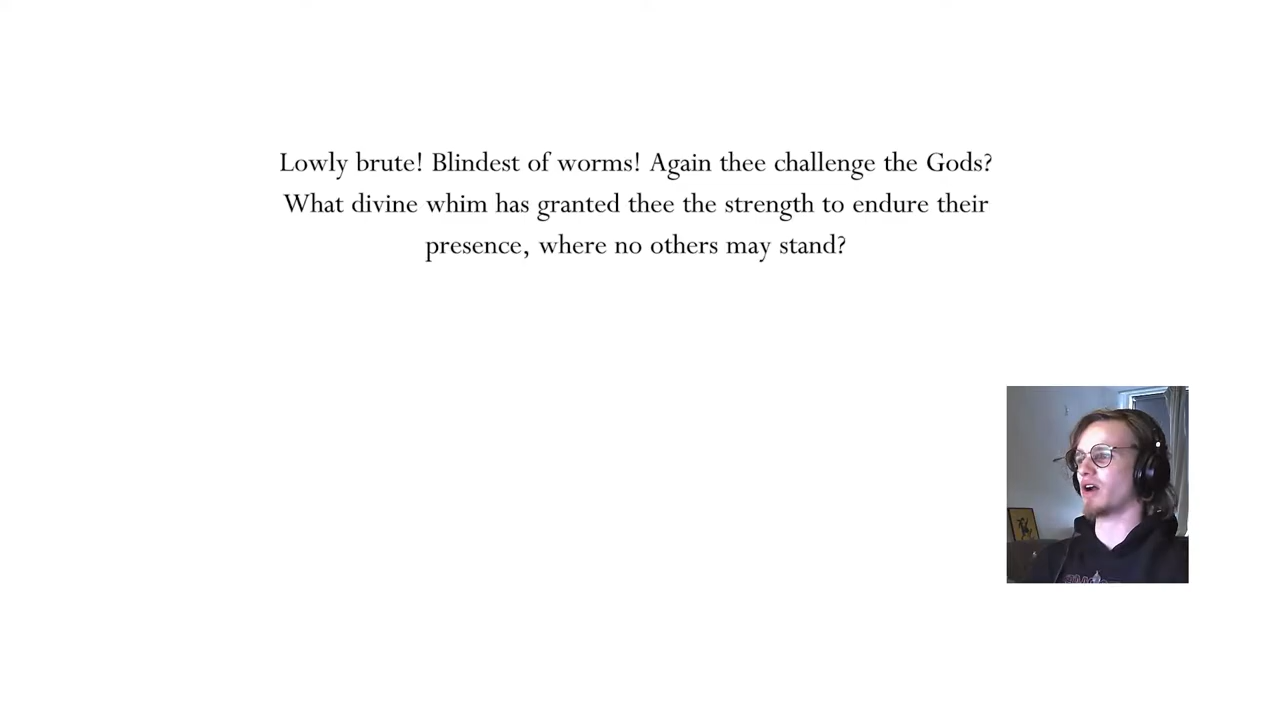 Lowly brute! Blindest of worms! Again thee challenge the Gods?
What divine whim has granted thee the strength to endure their
presence, where no others may stand?